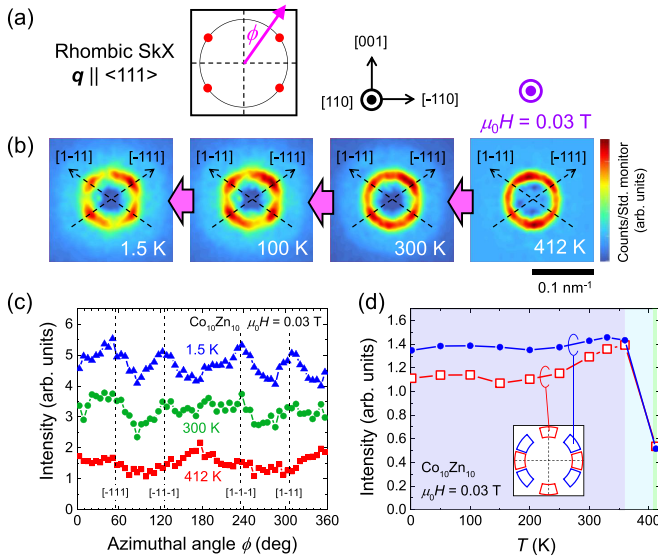 (a)
Rhombic SkX
q || <111>
ϕ
[001]
[110]
[-110]
μ0H = 0.03 T
(b)
[1-11]
[-111]
1.5 K
[1-11]
[-111]
100 K
[1-11]
[-111]
300 K
[1-11]
[-111]
412 K
Counts/Std. monitor
(arb. units)
0.1 nm-1
(c)
Co10Zn10 μ0H = 0.03 T
1.5 K
300 K
412 K
[-111]
[-11-1]
[1-1-1]
[1-11]
0
1
2
3
4
5
6
0
60
120
180
240
300
360
Intensity (arb. units)
Azimuthal angle ϕ (deg)
(d)
Co10Zn10
μ0H = 0.03 T
0.0
0.2
0.4
0.6
0.8
1.0
1.2
1.4
1.6
0
100
200
300
400
Intensity (arb. units)
T (K)